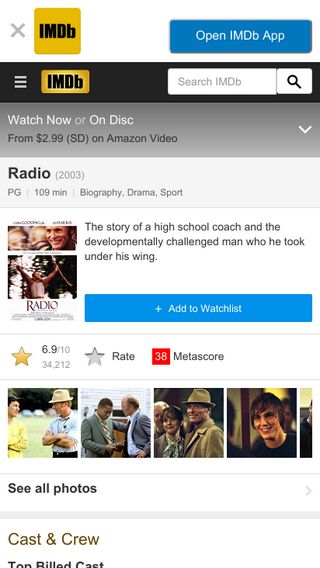 IMDb
Open IMDb App
IMDb
Search IMDb
Watch Now or On Disc
From $2.99 (SD) on Amazon Video
Radio (2003)
PG | 109 min | Biography, Drama, Sport
The story of a high school coach and the
developmentally challenged man who he took
under his wing.
RADIO
+ Add to Watchlist
6.9/10
34,212
Rate
38 Metascore
See all photos
Cast & Crew
Top Billed Cast